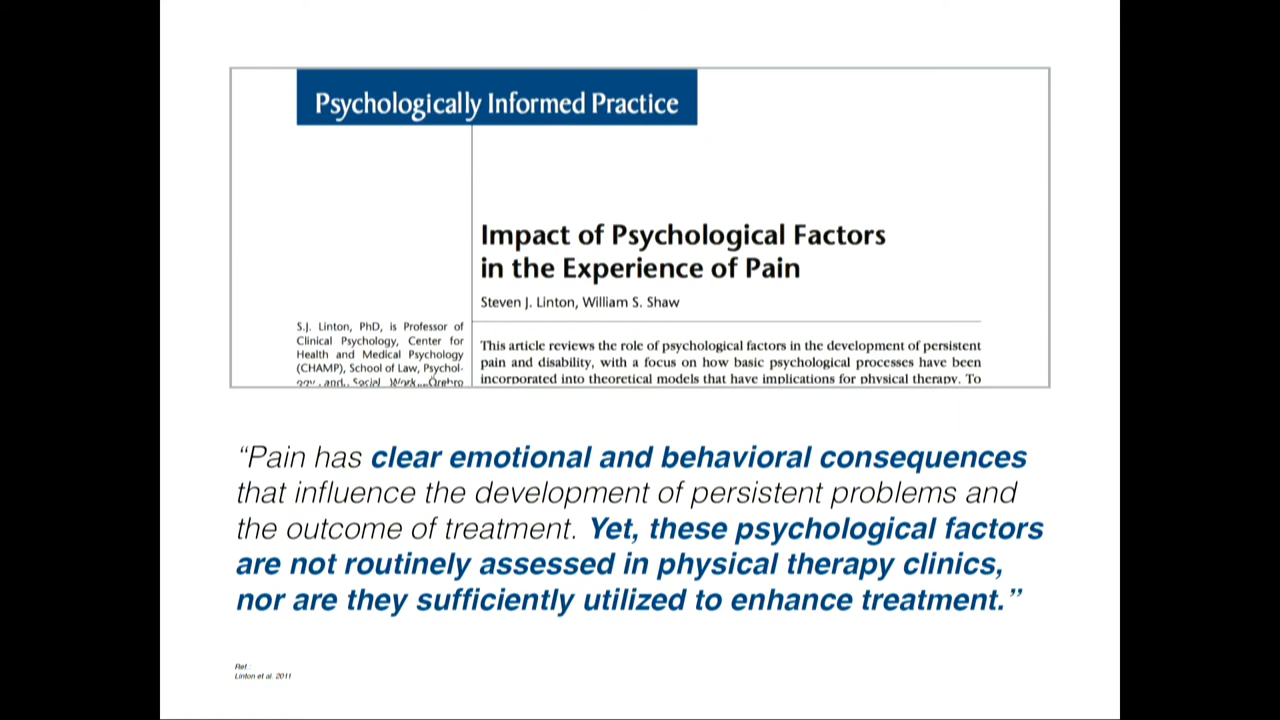 Psychologically Informed Practice
Impact of Psychological Factors
in the Experience of Pain
Steven J. Linton, William S. Shaw
S.J. Linton, PhD, is Professor of
Clinical Psychology, Center for
Health and Medical Psychology
(CHAMP), School of Law, Psychol-
ogy, and Social Work, Örebro
This article reviews the role of psychological factors in the development of persistent
pain and disability, with a focus on how basic psychological processes have been
incorporated into theoretical models that have implications for physical therapy. To
“Pain has clear emotional and behavioral consequences
that influence the development of persistent problems and
the outcome of treatment. Yet, these psychological factors
are not routinely assessed in physical therapy clinics,
nor are they sufficiently utilized to enhance treatment.”
Ref.
Linton et al. 2011